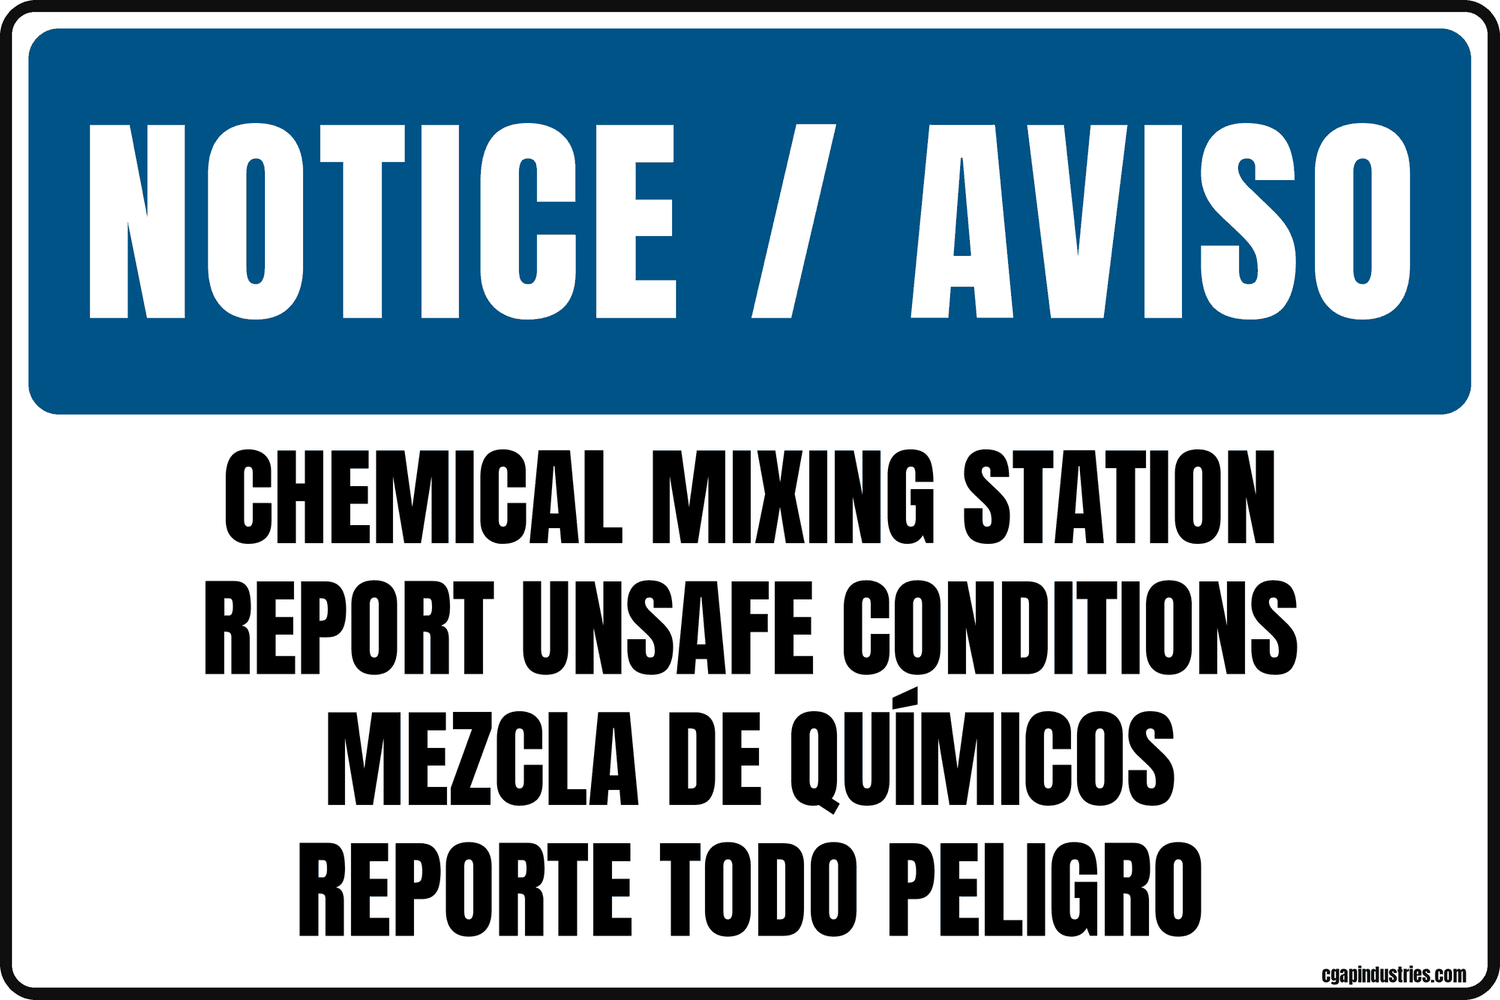 NOTICE / AVISO
CHEMICAL MIXING STATION
REPORT UNSAFE CONDITIONS
MEZCLA DE QUÍMICOS
REPORTE TODO PELIGRO
cgapindustries.com